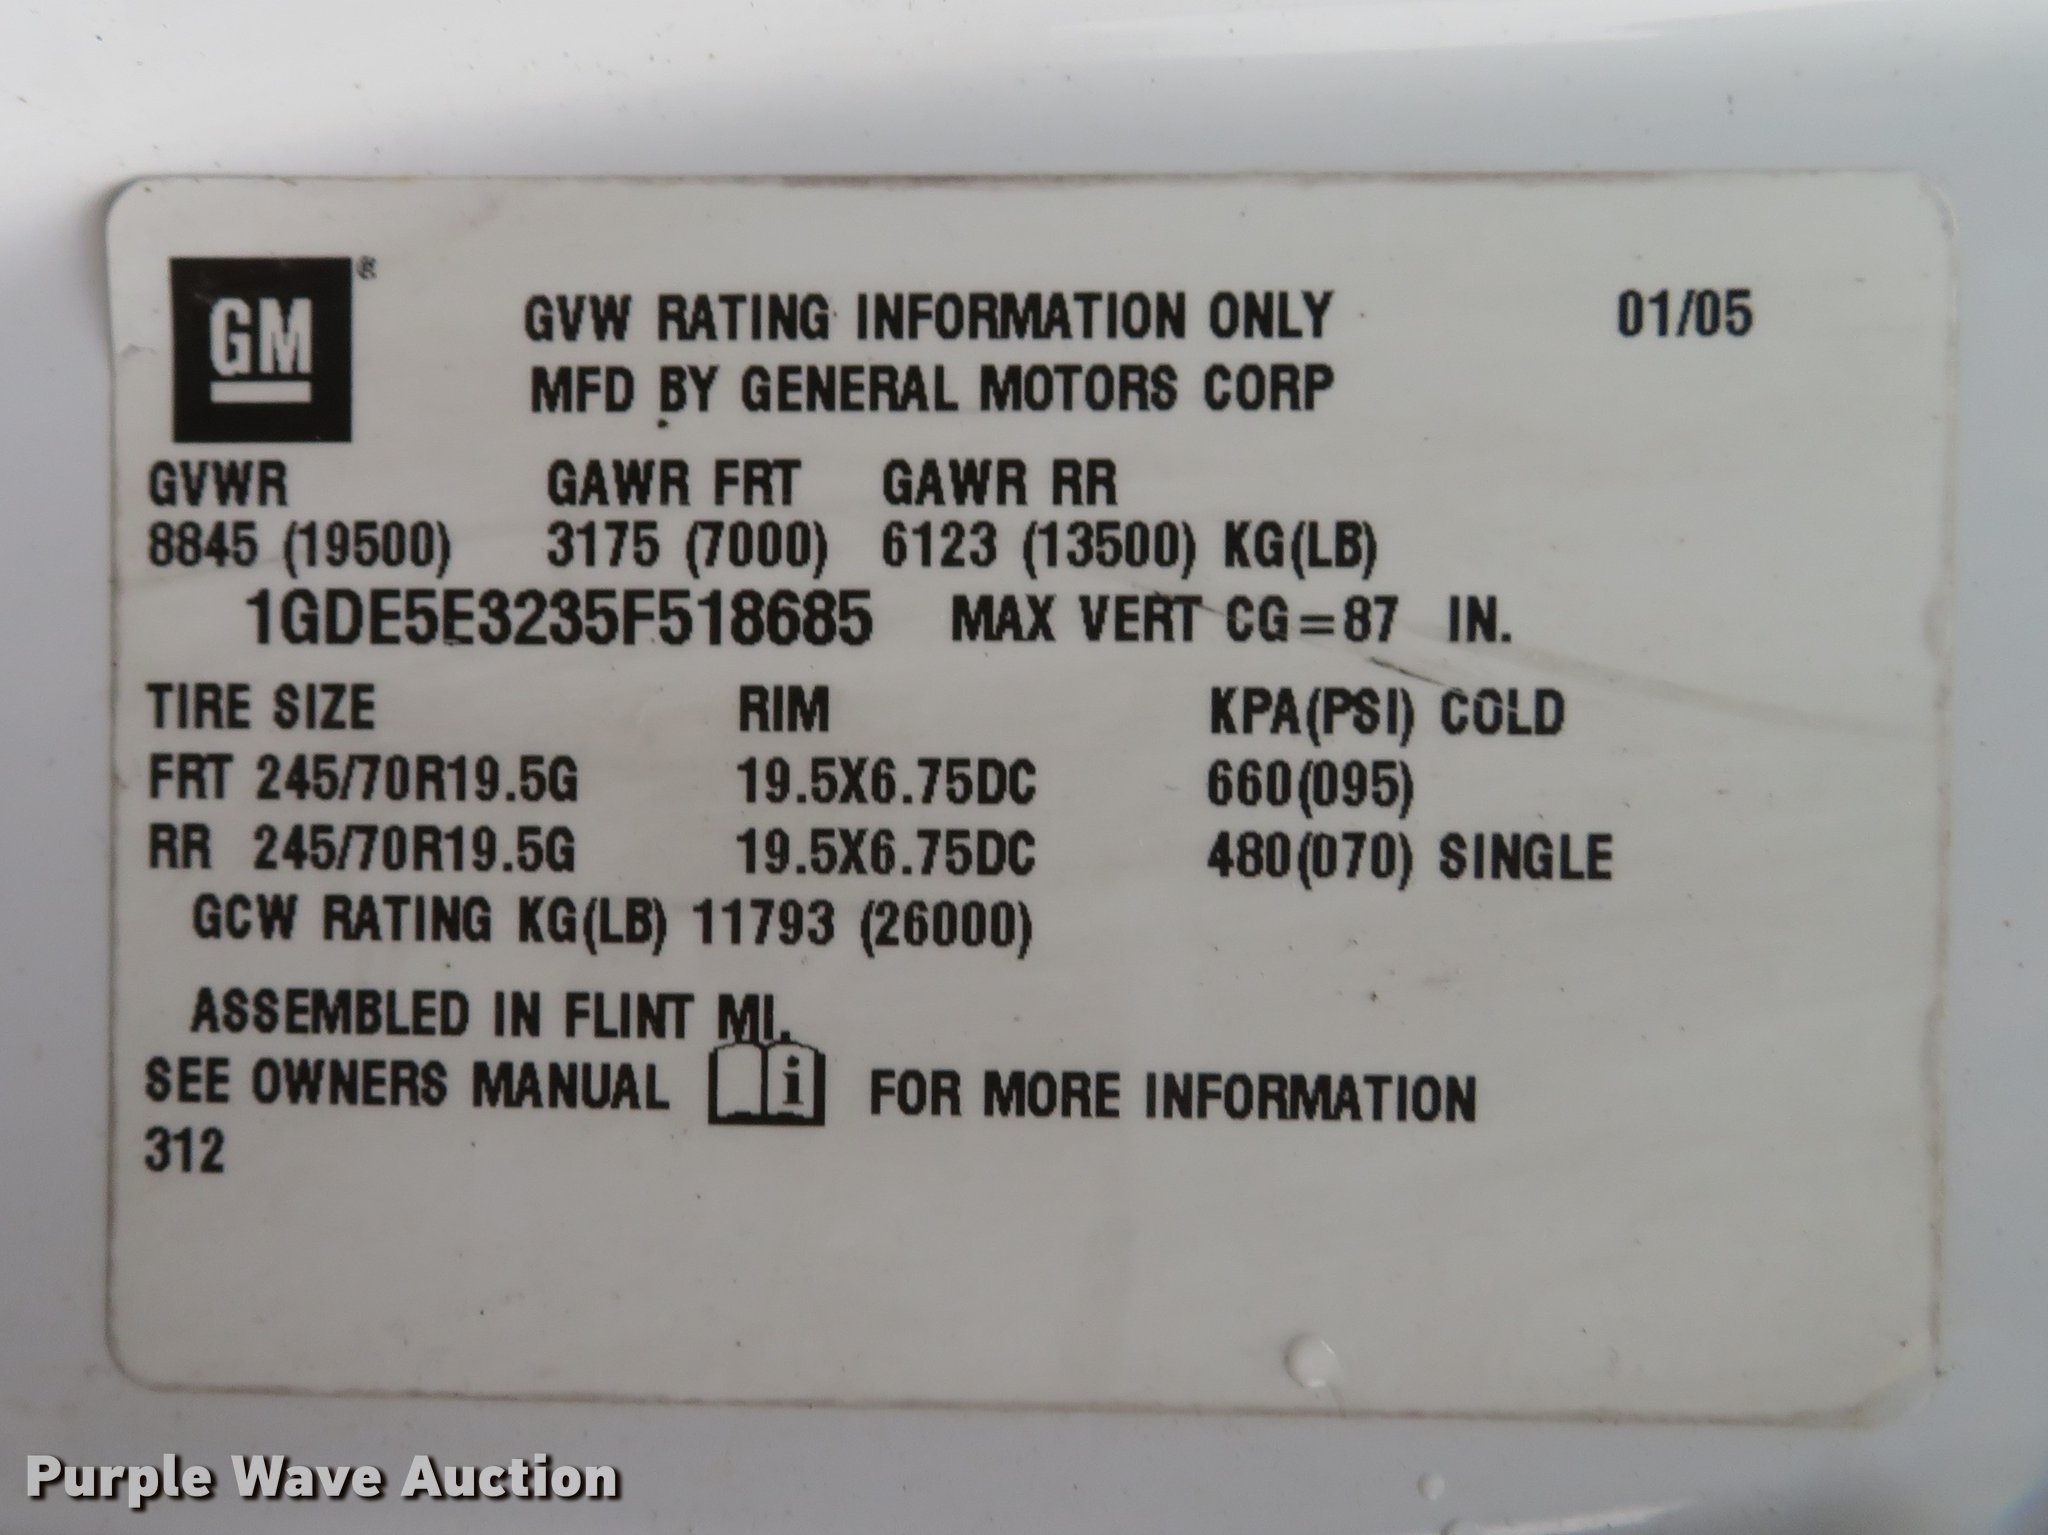 GM®
GVW RATING INFORMATION ONLY 01/05
MFD BY GENERAL MOTORS CORP
GVWR GAWR FRT GAWR RR
8845 (19500) 3175 (7000) 6123 (13500) KG(LB)
1GDE5E3235F518685 MAX VERT CG=87 IN.
TIRE SIZE RIM KPA(PSI) COLD
FRT 245/70R19.5G 19.5X6.75DC 660(095)
RR 245/70R19.5G 19.5X6.75DC 480(070) SINGLE
GCW RATING KG(LB) 11793 (26000)
ASSEMBLED IN FLINT MI.
SEE OWNERS MANUAL i FOR MORE INFORMATION
312
Purple Wave Auction